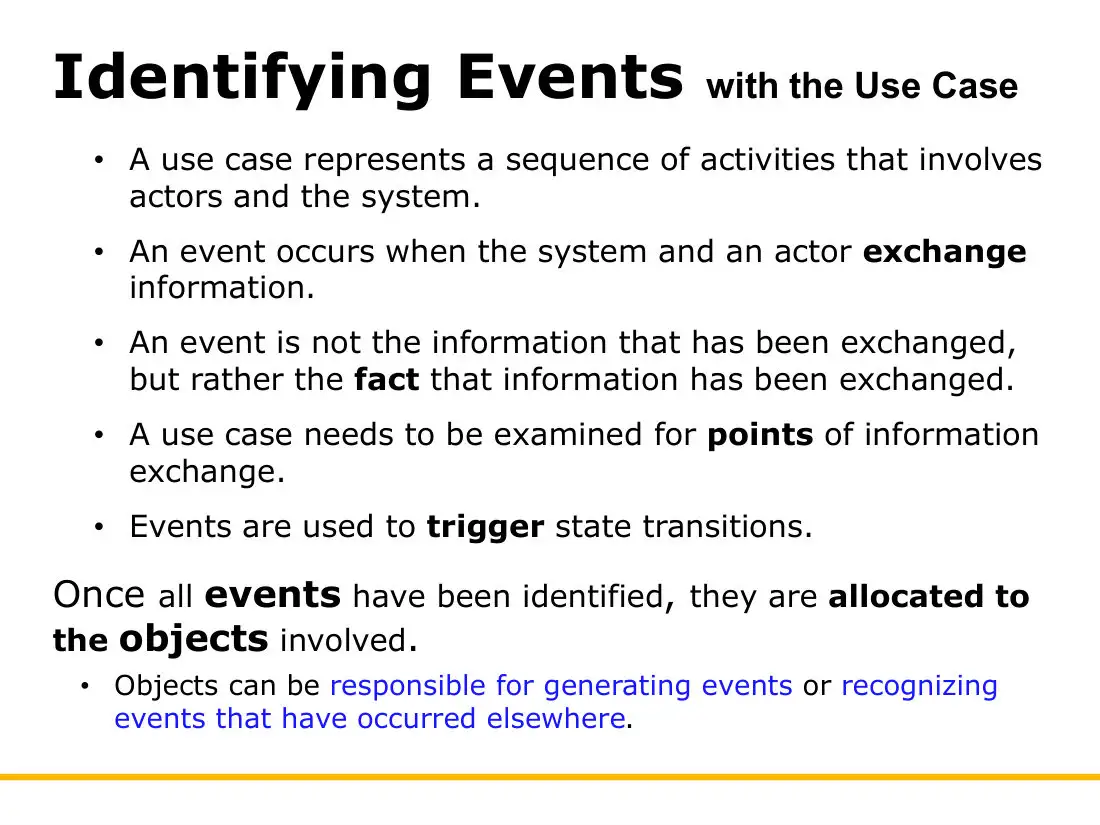 Identifying Events with the Use Case
• A use case represents a sequence of activities that involves
actors and the system.
• An event occurs when the system and an actor exchange
information.
• An event is not the information that has been exchanged,
but rather the fact that information has been exchanged.
• A use case needs to be examined for points of information
exchange.
• Events are used to trigger state transitions.
Once all events have been identified, they are allocated to
the objects involved.
• Objects can be responsible for generating events or recognizing
events that have occurred elsewhere.